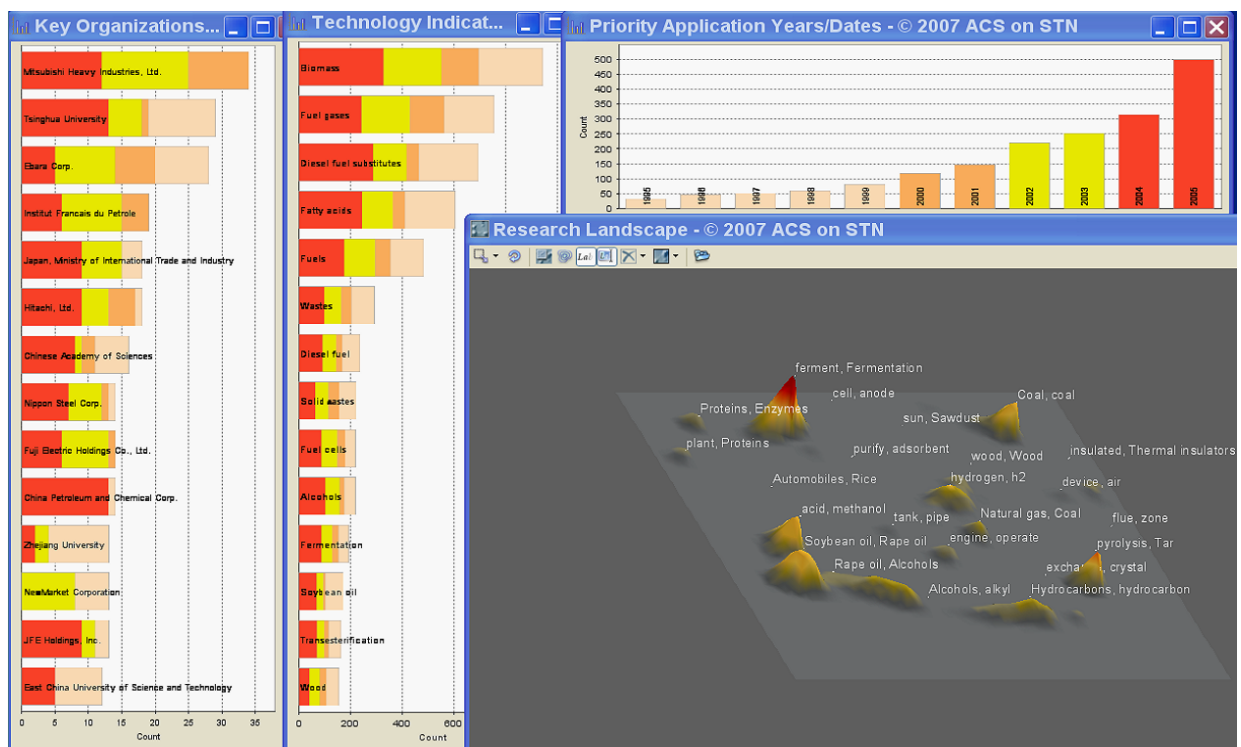 Key Organizations...
Mitsubishi Heavy Industries, Ltd.
Tsinghua University
Ebara Corp.
Institut Francais du Petrole
Japan, Ministry of International Trade and Industry
Hitachi, Ltd.
Chinese Academy of Sciences
Nippon Steel Corp.
Fuji Electric Holdings Co., Ltd.
China Petroleum and Chemical Corp.
Zhejiang University
NewMarket Corporation
JFE Holdings, Inc.
East China University of Science and Technology
0 5 10 15 20 25 30 35
Count
Technology Indicat...
Biomass
Fuel gases
Diesel fuel substitutes
Fatty acids
Fuels
Wastes
Diesel fuel
Solid wastes
Fuel cells
Alcohols
Fermentation
Soybean oil
Transesterification
Wood
0 200 400 600
Count
Priority Application Years/Dates - © 2007 ACS on STN
500
450
400
350
300
250
200
150
100
50
0
Count
1995 1996 1997 1998 1999 2000 2001 2002 2003 2004 2005
Research Landscape - © 2007 ACS on STN
ferment, Fermentation
cell, anode
Coal, coal
Proteins, Enzymes
sun, Sawdust
plant, Proteins
purify, adsorbent
wood, Wood
insulated, Thermal insulators
Automobiles, Rice
hydrogen, h2
device, air
acid, methanol
tank, pipe
Natural gas, Coal
flue, zone
Soybean oil, Rape oil
engine, operate
pyrolysis, Tar
Rape oil, Alcohols
crystal
Alcohols, alkyl
Hydrocarbons, hydrocarbon